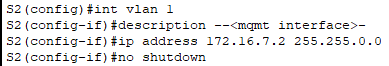 S2(config)#int vlan 1
S2(config-if)#description --<mqmt interface>-
S2(config-if)#ip address 172.16.7.2 255.255.0.0
S2(config-if)#no shutdown